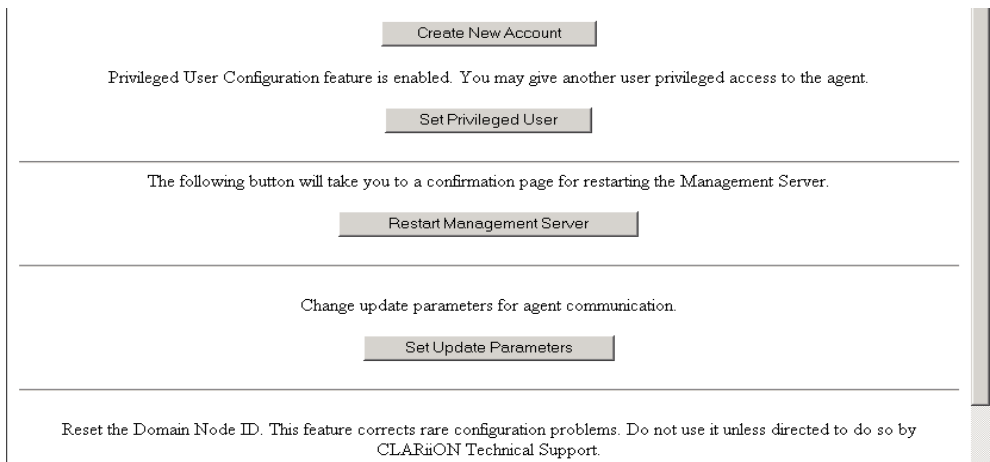 Create New Account
Privileged User Configuration feature is enabled. You may give another user privileged access to the agent.
Set Privileged User
The following button will take you to a confirmation page for restarting the Management Server.
Restart Management Server
Change update parameters for agent communication.
Set Update Parameters
Reset the Domain Node ID. This feature corrects rare configuration problems. Do not use it unless directed to do so by
CLARiiON Technical Support.